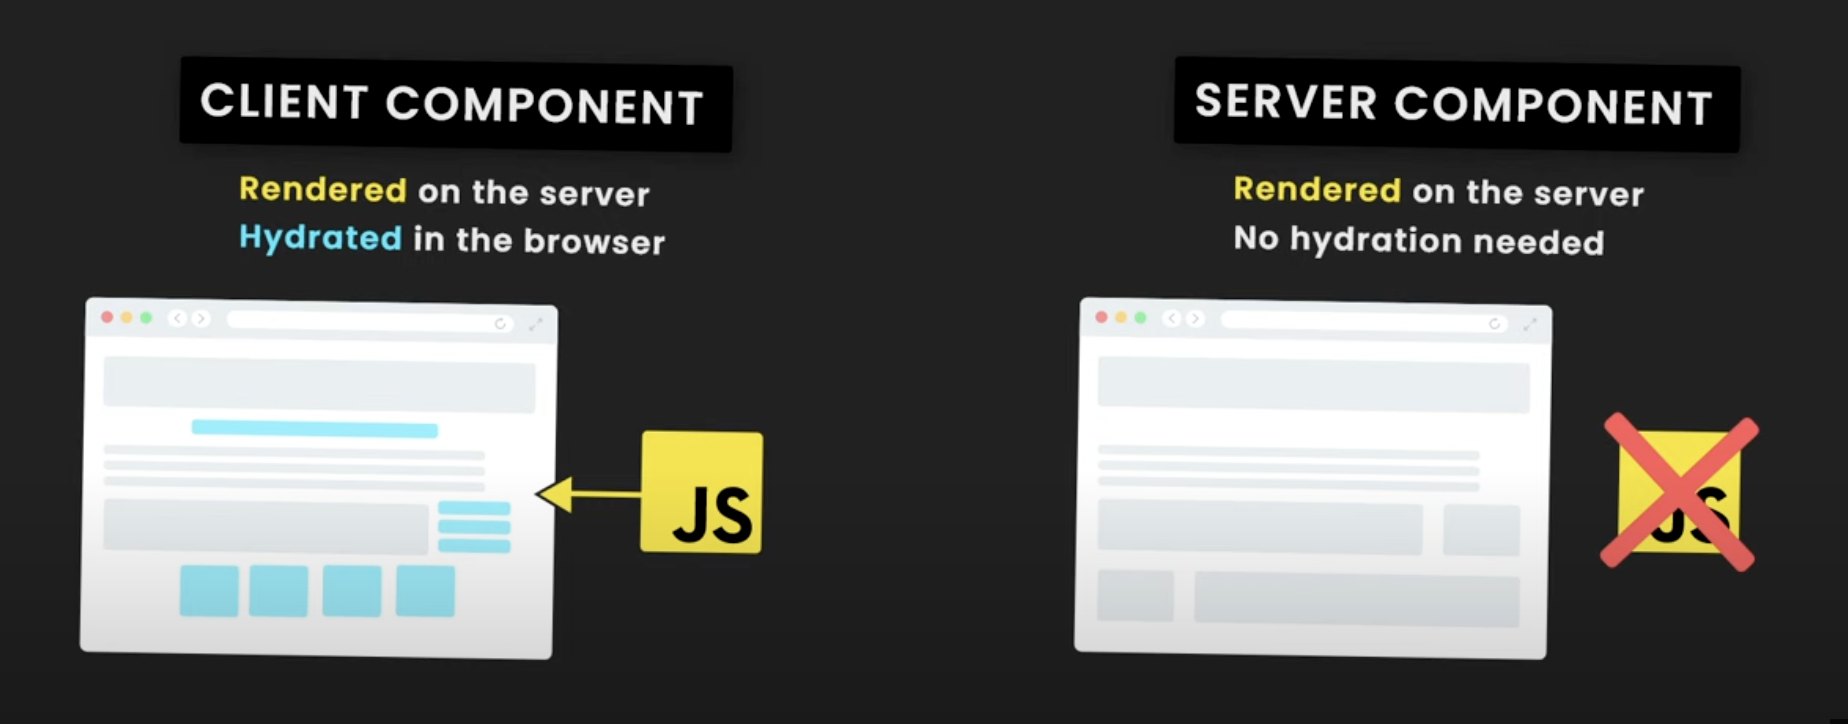 CLIENT COMPONENT
Rendered on the server
Hydrated in the browser
JS
SERVER COMPONENT
Rendered on the server
No hydration needed
JS